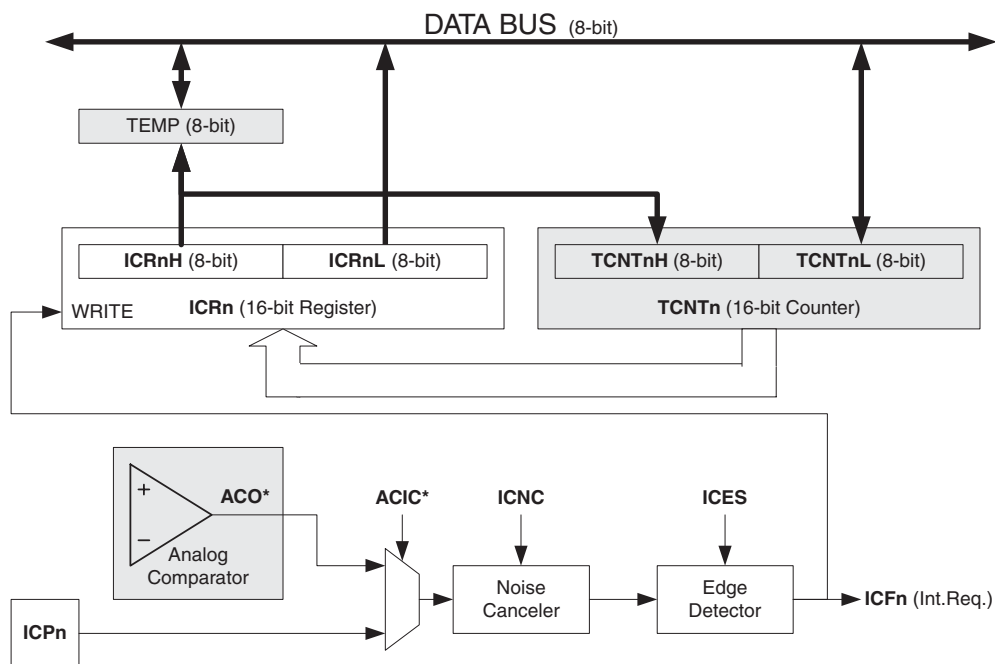 DATA BUS (8-bit)
TEMP (8-bit)
ICRnH (8-bit)
ICRnL (8-bit)
TCNTnH (8-bit)
TCNTnL (8-bit)
WRITE
ICRn (16-bit Register)
TCNTn (16-bit Counter)
+
−
ACO*
Analog
Comparator
ACIC*
ICNC
ICES
Noise
Canceler
Edge
Detector
ICFn (Int.Req.)
ICPn